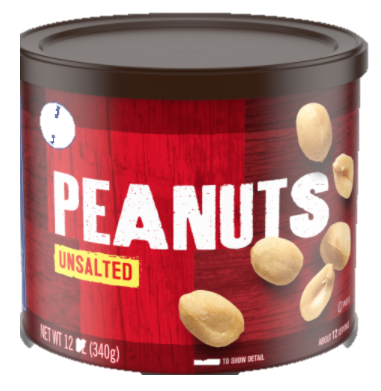 PEANUTS
UNSALTED
NET WT 12 (340g)
TO SHOW DETAIL
ABOUT 12